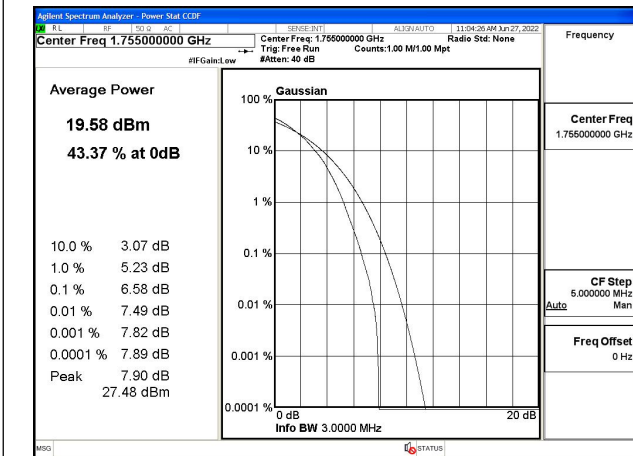 Agilent Spectrum Analyzer - Power Stat CCDF
RL RF 50 Ω AC SENSE:INT ALIGNAUTO 11:04:26 AM Jun 27, 2022
Center Freq 1.755000000 GHz
Center Freq: 1.755000000 GHz Radio Std: None
Trig: Free Run Counts:1.00 M/1.00 Mpt
#IFGain:Low #Atten: 40 dB
Frequency
Average Power
19.58 dBm
43.37 % at 0dB
10.0 % 3.07 dB
1.0 % 5.23 dB
0.1 % 6.58 dB
0.01 % 7.49 dB
0.001 % 7.82 dB
0.0001 % 7.89 dB
Peak 7.90 dB
27.48 dBm
Gaussian
100 %
10 %
1 %
0.1 %
0.01 %
0.001 %
0.0001 %
0 dB 20 dB
Info BW 3.0000 MHz
Center Freq
1.755000000 GHz
CF Step
5.000000 MHz
Auto Man
Freq Offset
0 Hz
MSG STATUS